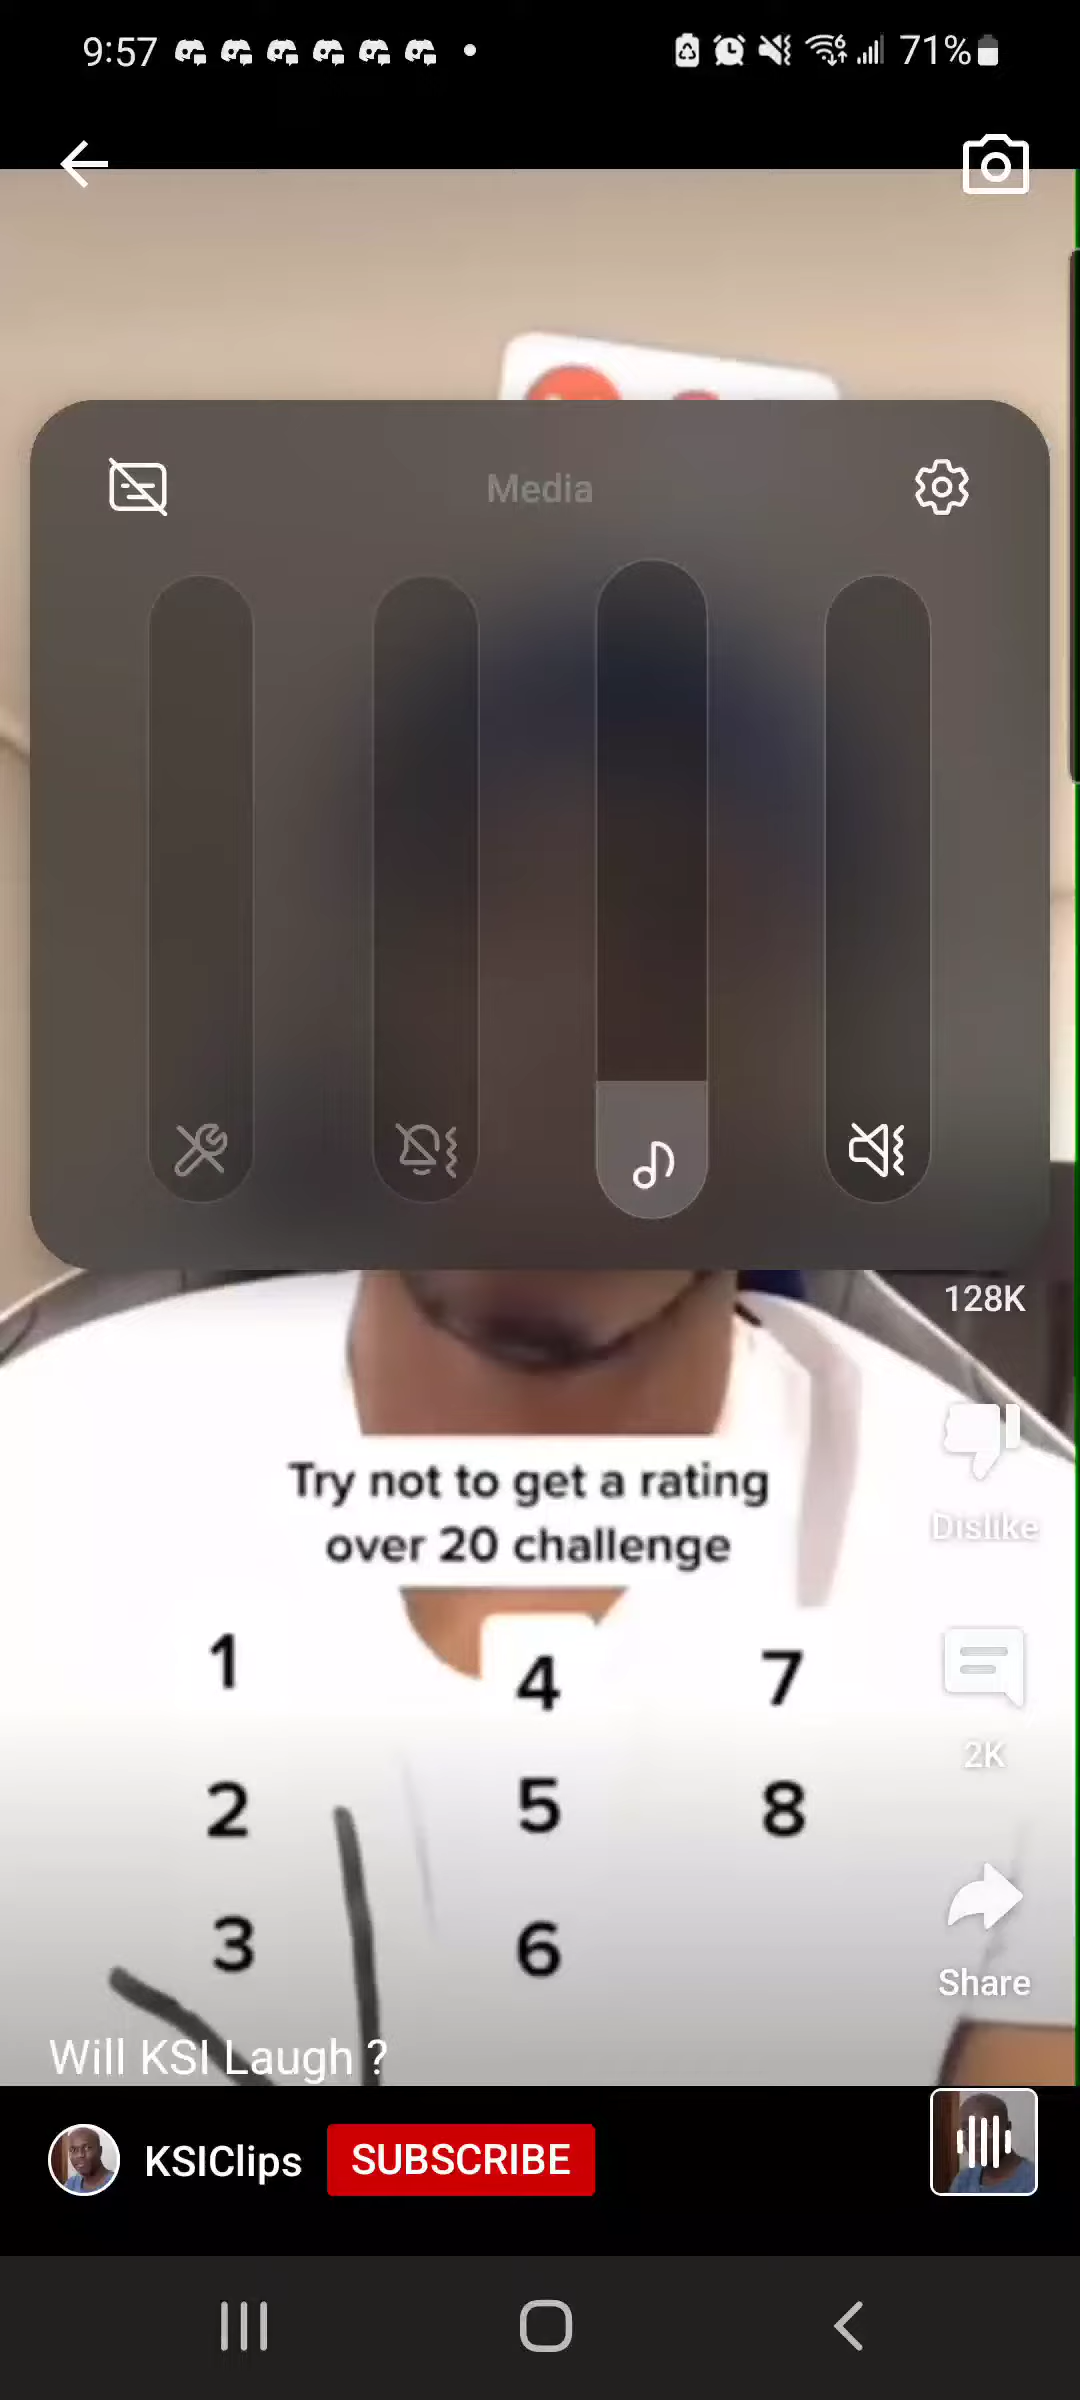 9:57
71%
Media
128K
Try not to get a rating
over 20 challenge
1
4
7
Dislike
2K
2
5
8
3
6
Share
Will KSI Laugh ?
KSIClips
SUBSCRIBE